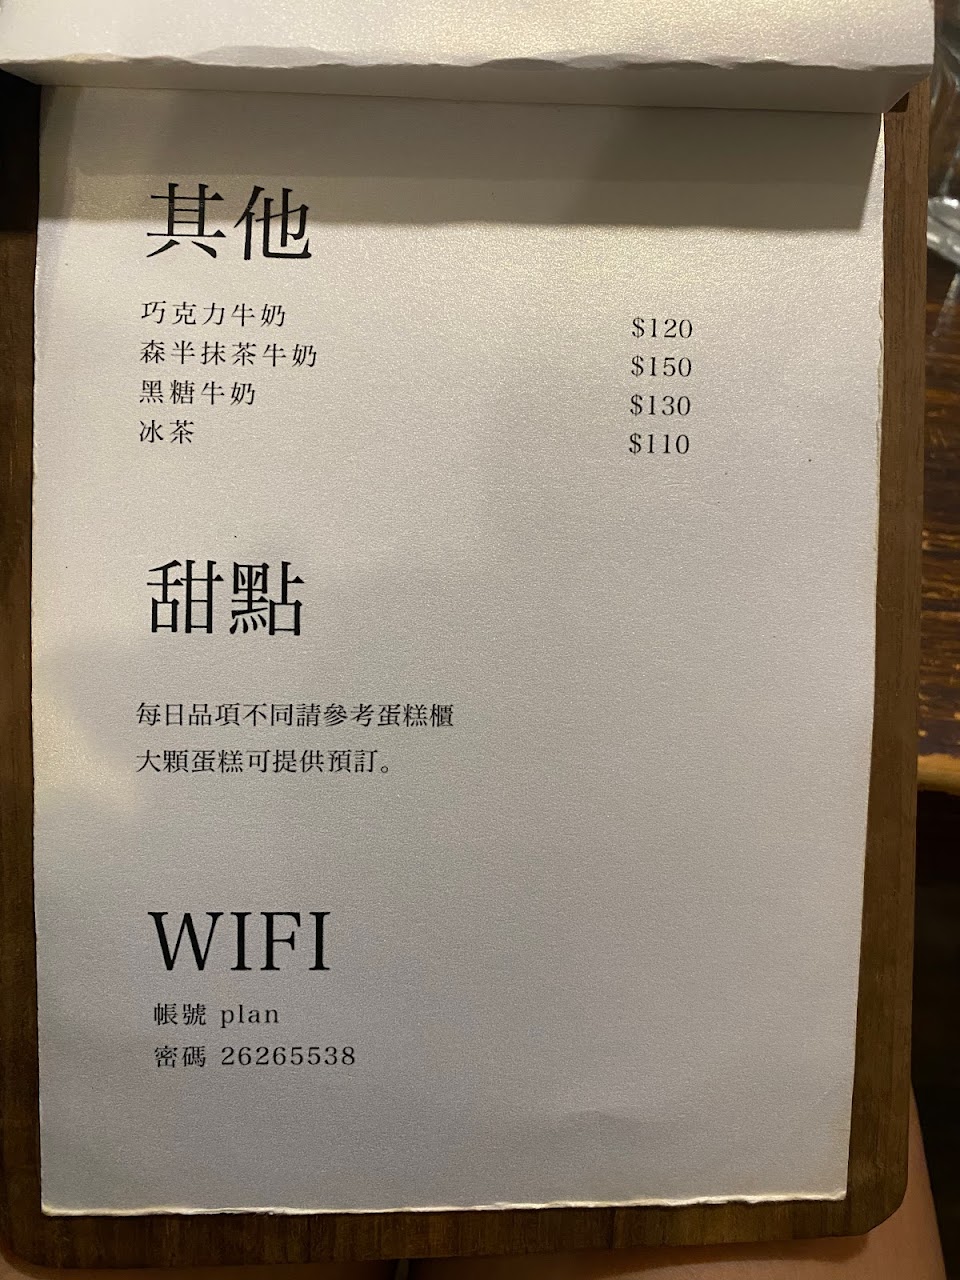 其他
巧克力牛奶 $120
森半抹茶牛奶 $150
黑糖牛奶 $130
冰茶 $110
甜點
每日品項不同請參考蛋糕櫃
大顆蛋糕可提供預訂。
WIFI
帳號 plan
密碼 26265538